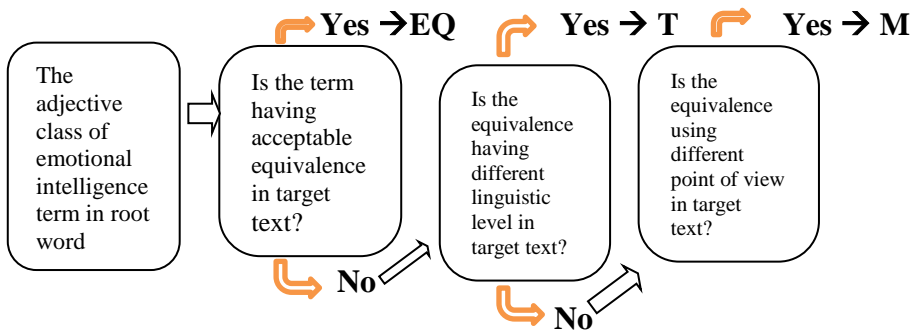 Yes → EQ
Yes → T
Yes → M
The
adjective
class of
emotional
intelligence
term in root
word
Is the term
having
acceptable
equivalence
in target
text?
Is the
equivalence
having
different
linguistic
level in
target text?
Is the
equivalence
using
different
point of view
in target
text?
No
No